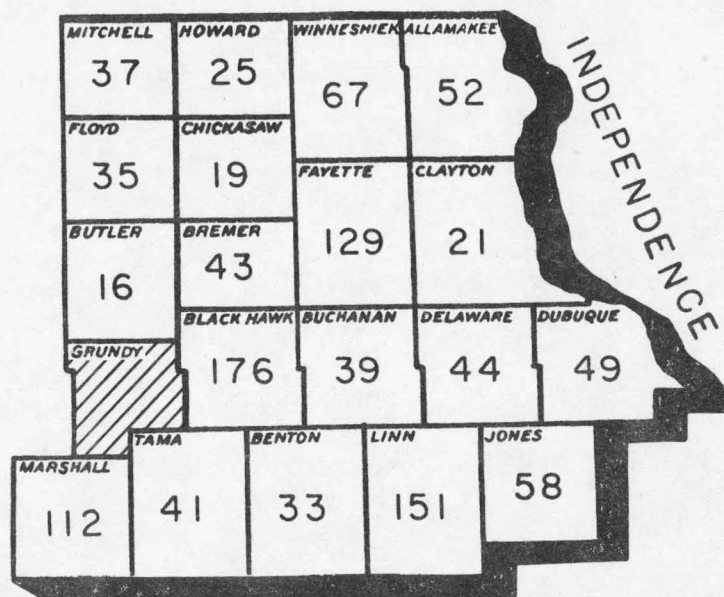 MITCHELL HOWARD WINNESHIEK ALLAMAKEE
37 25 67 52
INDEPENDENCE
FLOYD CHICKASAW
35 19
FAYETTE CLAYTON
129 21
BUTLER BREMER
16 43
BLACK HAWK BUCHANAN DELAWARE DUBUQUE
176 39 44 49
GRUNDY
TAMA BENTON LINN JONES
41 33 151 58
MARSHALL
112